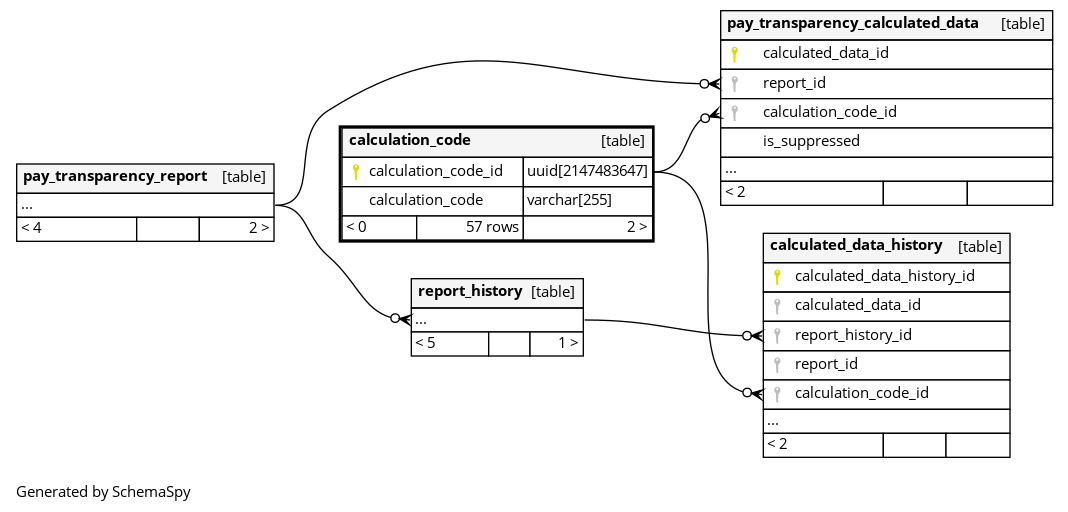 pay_transparency_calculated_data [table]
calculated_data_id
report_id
calculation_code_id
is_suppressed
...
< 2
calculation_code [table]
calculation_code_id uuid[2147483647]
calculation_code varchar[255]
< 0 57 rows 2 >
pay_transparency_report [table]
...
< 4 2 >
calculated_data_history [table]
calculated_data_history_id
calculated_data_id
report_history_id
report_id
calculation_code_id
...
< 2
report_history [table]
...
< 5 1 >
Generated by SchemaSpy